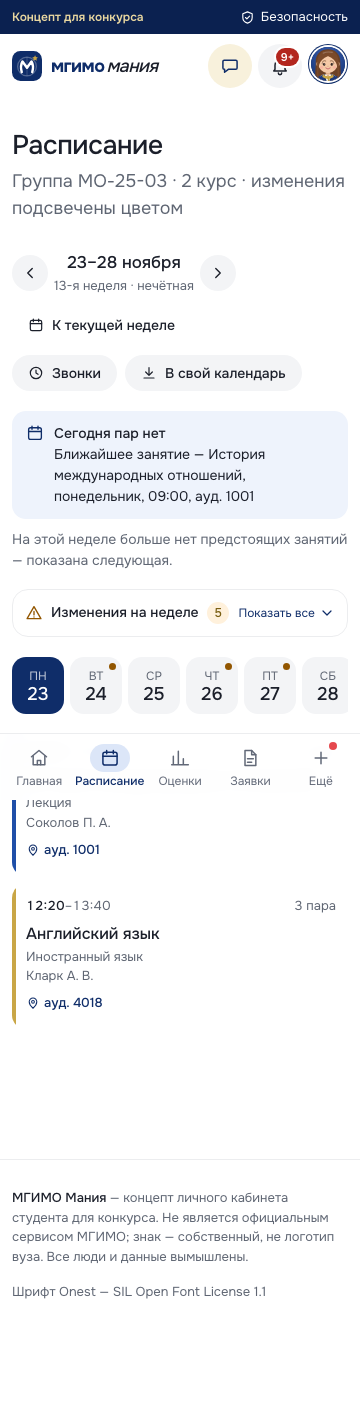 Концепт для конкурса
Безопасность
МГИМО Мания
9+
Расписание
Группа МО-25-03 · 2 курс · изменения
подсвечены цветом
23–28 ноября
13-я неделя · нечётная
К текущей неделе
Звонки
В свой календарь
Сегодня пар нет
Ближайшее занятие — История
международных отношений,
понедельник, 09:00, ауд. 1001
На этой неделе больше нет предстоящих занятий
— показана следующая.
Изменения на неделе 5 Показать все
ПН ВТ СР ЧТ ПТ СБ
23 24 25 26 27 28
Главная Расписание Оценки Заявки Ещё
Лекция
Соколов П. А.
ауд. 1001
12:20–13:40 3 пара
Английский язык
Иностранный язык
Кларк А. В.
ауд. 4018
МГИМО Мания — концепт личного кабинета
студента для конкурса. Не является официальным
сервисом МГИМО; знак — собственный, не логотип
вуза. Все люди и данные вымышлены.
Шрифт Onest — SIL Open Font License 1.1